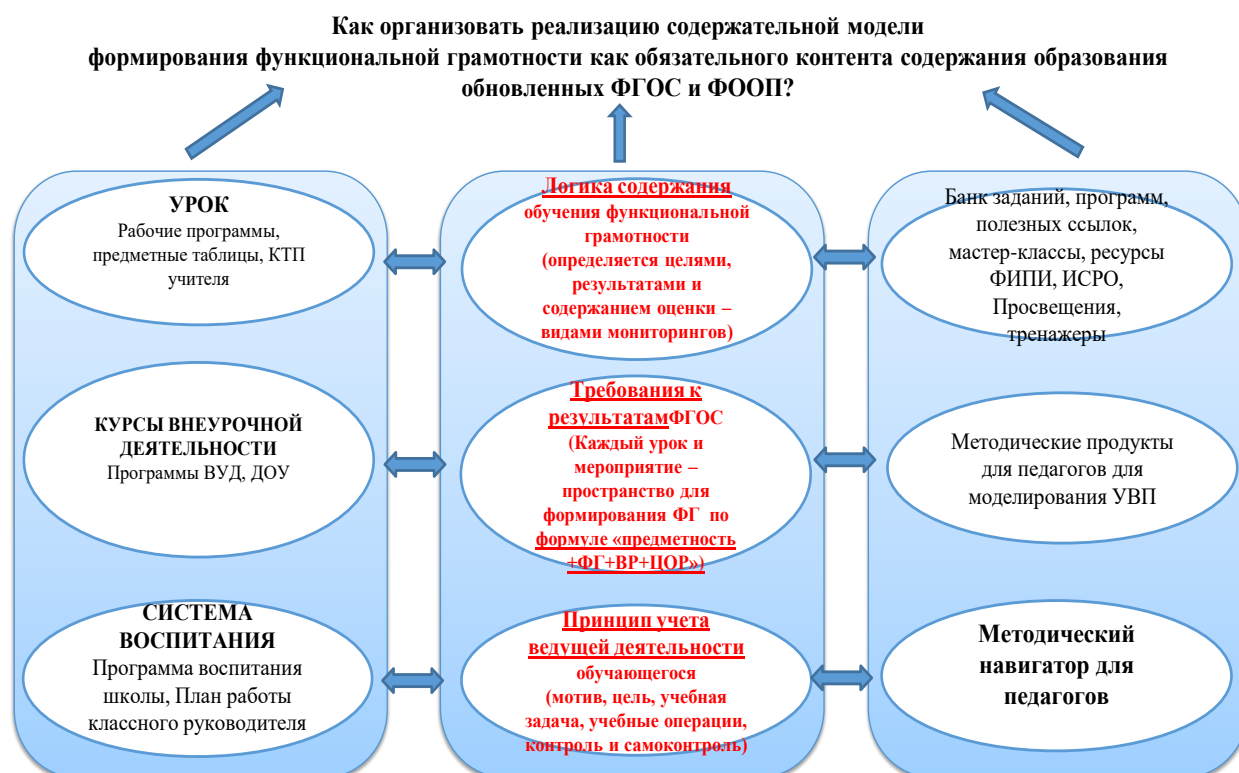 Как организовать реализацию содержательной модели
формирования функциональной грамотности как обязательного контента содержания образования
обновленных ФГОС и ФООП?
УРОК
Рабочие программы,
предметные таблицы, КТП
учителя
КУРСЫ ВНЕУРОЧНОЙ
ДЕЯТЕЛЬНОСТИ
Программы ВУД, ДОУ
СИСТЕМА
ВОСПИТАНИЯ
Программа воспитания
школы, План работы
классного руководителя
Логика содержания
обучения функциональной
грамотности
(определяется целями,
результатами и
содержанием оценки –
видами мониторингов)
Требования к
результатамФГОС
(Каждый урок и
мероприятие –
пространство для
формирования ФГ по
формуле «предметность
+ФГ+ВР+ЦОР»)
Принцип учета
ведущей деятельности
обучающегося
(мотив, цель, учебная
задача, учебные операции,
контроль и самоконтроль)
Банк заданий, программ,
полезных ссылок,
мастер-классы, ресурсы
ФИПИ, ИСРО,
Просвещения,
тренажеры
Методические продукты
для педагогов для
моделирования УВП
Методический
навигатор для
педагогов